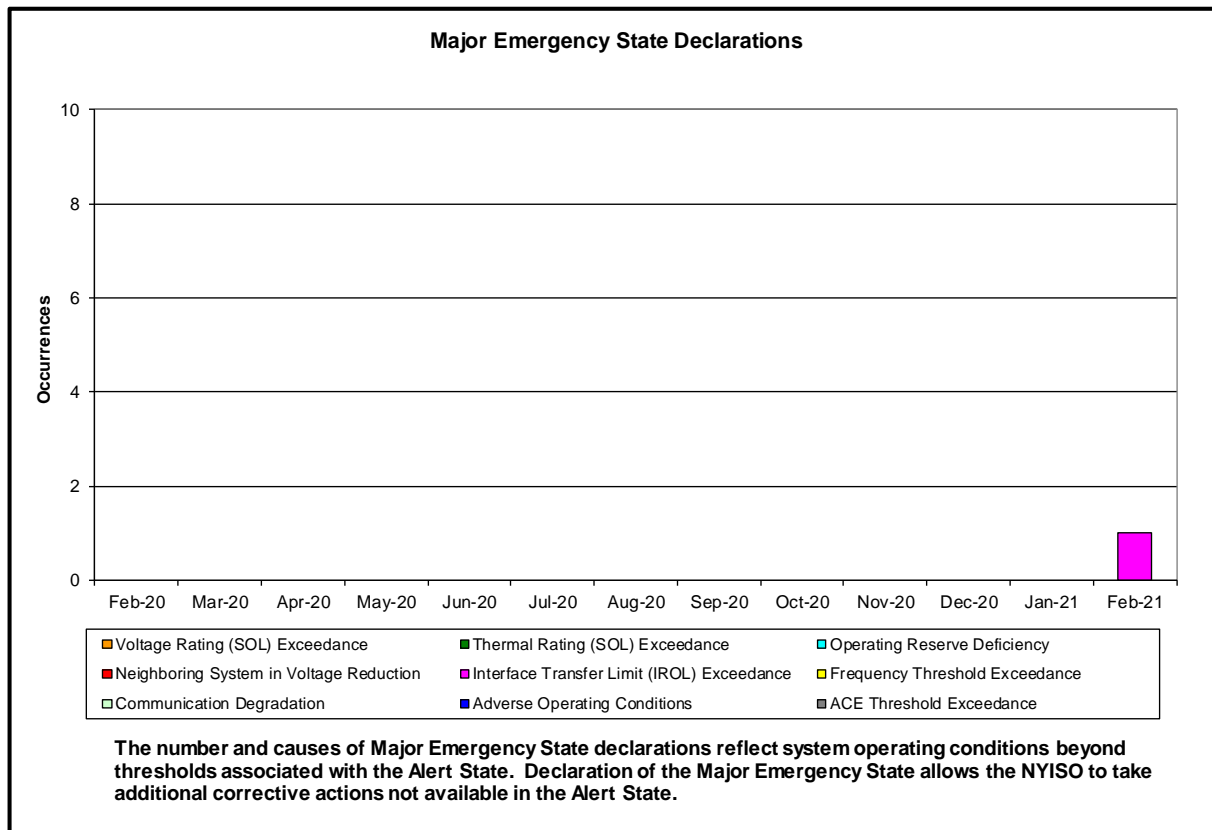 Major Emergency State Declarations
10
8
6
4
2
0
Occurrences
Feb-20 Mar-20 Apr-20 May-20 Jun-20 Jul-20 Aug-20 Sep-20 Oct-20 Nov-20 Dec-20 Jan-21 Feb-21
Voltage Rating (SOL) Exceedance Thermal Rating (SOL) Exceedance Operating Reserve Deficiency
Neighboring System in Voltage Reduction Interface Transfer Limit (IROL) Exceedance Frequency Threshold Exceedance
Communication Degradation Adverse Operating Conditions ACE Threshold Exceedance
The number and causes of Major Emergency State declarations reflect system operating conditions beyond
thresholds associated with the Alert State. Declaration of the Major Emergency State allows the NYISO to take
additional corrective actions not available in the Alert State.